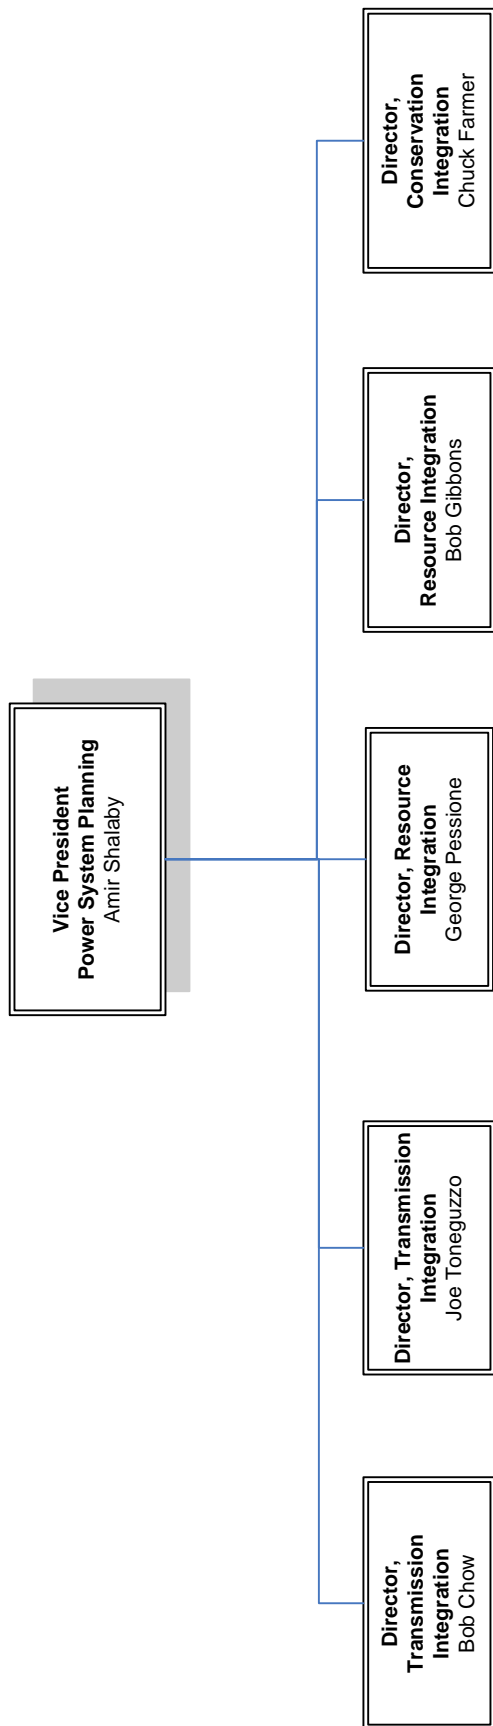 Vice President
Power System Planning
Amir Shalaby
Director,
Transmission
Integration
Bob Chow
Director, Transmission
Integration
Joe Toneguzzo
Director, Resource
Integration
George Pessione
Director,
Resource Integration
Bob Gibbons
Director,
Conservation
Integration
Chuck Farmer